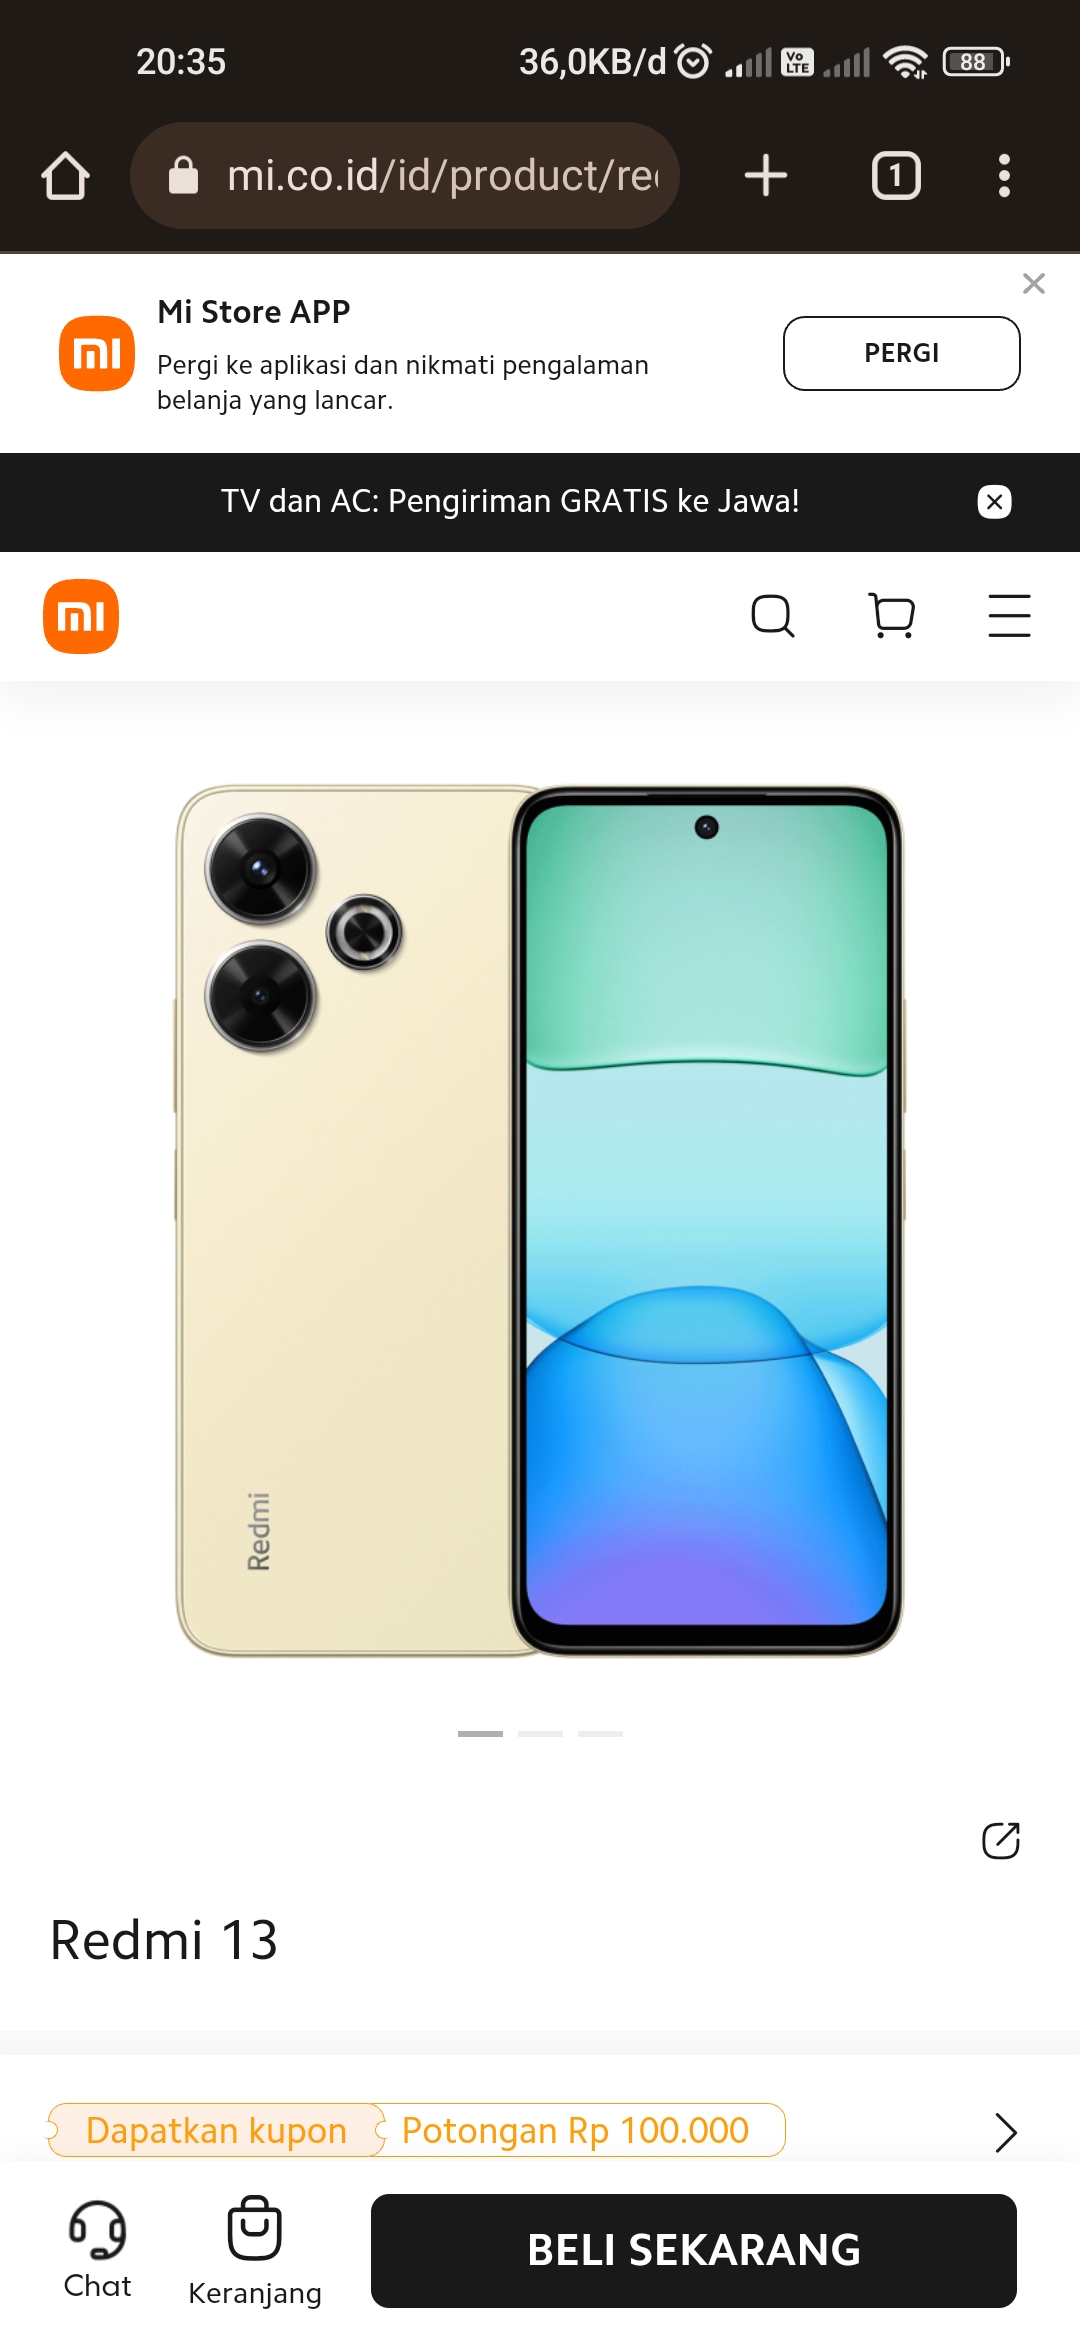 20:35
36,0KB/d
Vo
LTE
88
mi.co.id/id/product/re
1
Mi Store APP
Pergi ke aplikasi dan nikmati pengalaman
belanja yang lancar.
PERGI
TV dan AC: Pengiriman GRATIS ke Jawa!
Redmi
Redmi 13
Dapatkan kupon
Potongan Rp 100.000
Chat
Keranjang
BELI SEKARANG